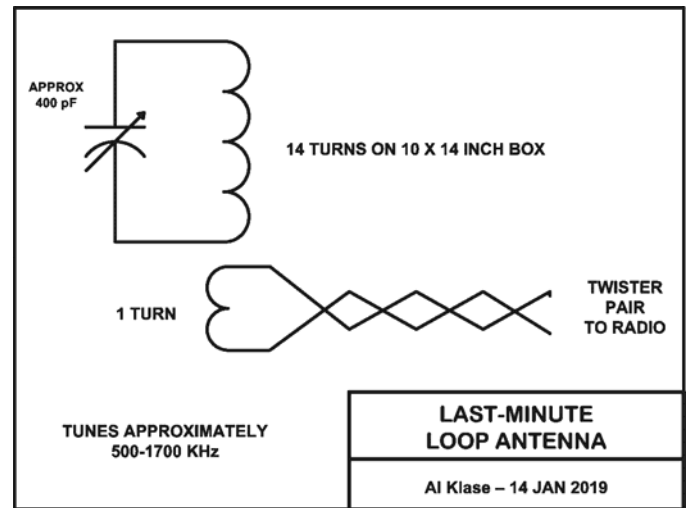 APPROX
400 pF
14 TURNS ON 10 X 14 INCH BOX
1 TURN
TWISTER
PAIR
TO RADIO
TUNES APPROXIMATELY
500-1700 KHz
LAST-MINUTE
LOOP ANTENNA
Al Klase – 14 JAN 2019